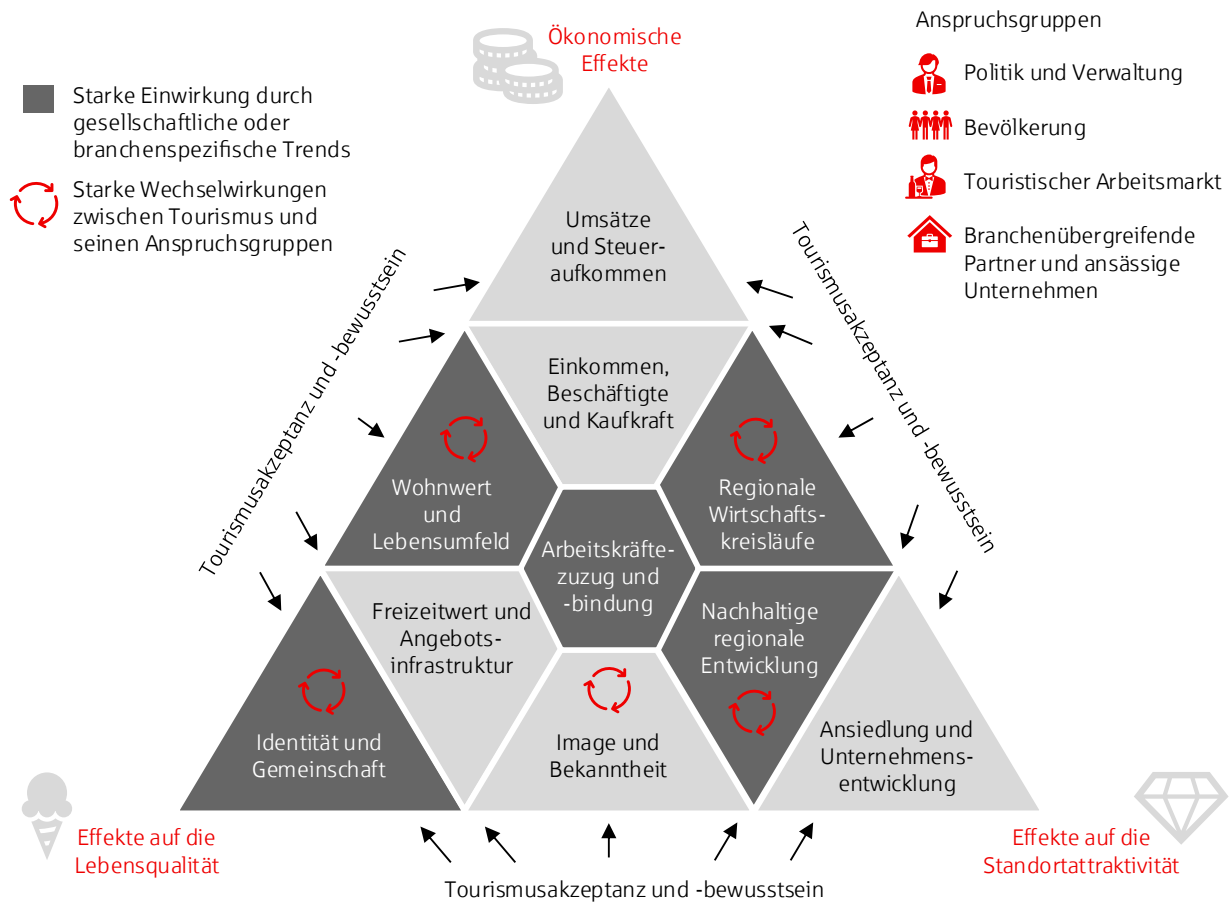 Ökonomische
Effekte
Anspruchsgruppen
Politik und Verwaltung
Bevölkerung
Touristischer Arbeitsmarkt
Branchenübergreifende
Partner und ansässige
Unternehmen
Starke Einwirkung durch
gesellschaftliche oder
branchenspezifische Trends
Starke Wechselwirkungen
zwischen Tourismus und
seinen Anspruchsgruppen
Tourismusakzeptanz und -bewusstsein
Tourismusakzeptanz und -bewusstsein
Umsätze
und Steuer-
aufkommen
Einkommen,
Beschäftigte
und Kaufkraft
Wohnwert
und
Lebensumfeld
Regionale
Wirtschafts-
kreisläufe
Arbeitskräfte-
zuzug und
-bindung
Freizeitwert und
Angebots-
infrastruktur
Nachhaltige
regionale
Entwicklung
Identität und
Gemeinschaft
Image und
Bekanntheit
Ansiedlung und
Unternehmens-
entwicklung
Effekte auf die
Lebensqualität
Effekte auf die
Standortattraktivität
Tourismusakzeptanz und -bewusstsein